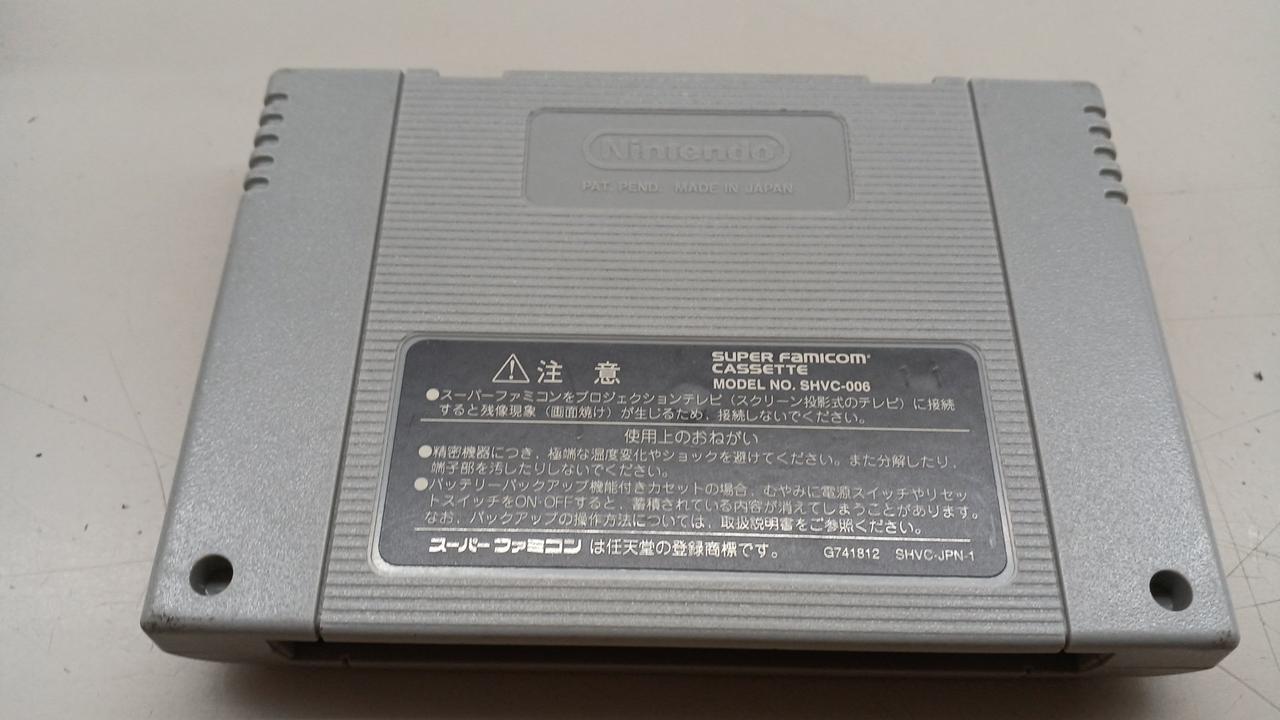 Nintendo
PAT. PEND. MADE IN JAPAN
注意
SUPER FAMICOM
CASSETTE
MODEL NO. SHVC-006
11
●スーパーファミコンをプロジェクションテレビ（スクリーン投影式のテレビ）に接続
すると残像現象（画面焼け）が生じるため、接続しないでください。
使用上のおねがい
●精密機器につき、極端な温度変化やショックを避けてください。また分解したり、
端子部を汚したりしないでください。
●バッテリーバックアップ機能付きカセットの場合、むやみに電源スイッチやリセッ
トスイッチをON・OFFすると、蓄積されている内容が消えてしまうことがあります。
なお、バックアップの操作方法については、取扱説明書をご参照ください。
スーパーファミコン は任天堂の登録商標です。 G741812 SHVC-JPN-1